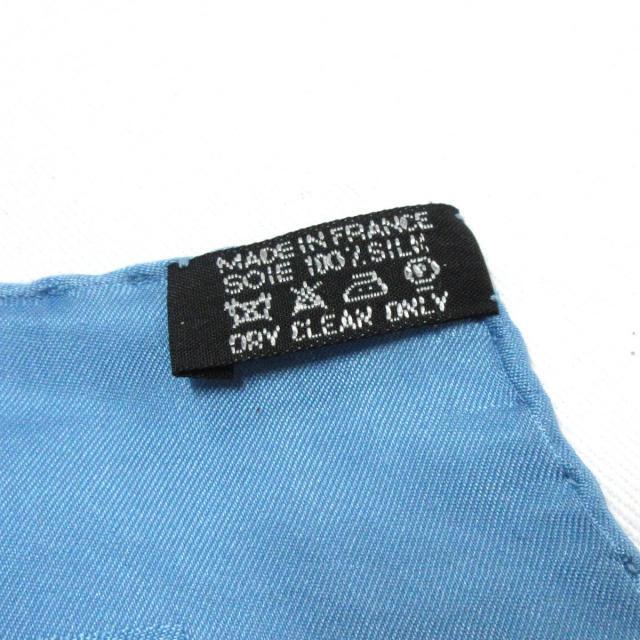 MADE IN FRANCE
SOIE 100% SILK
P
DRY CLEAN ONLY